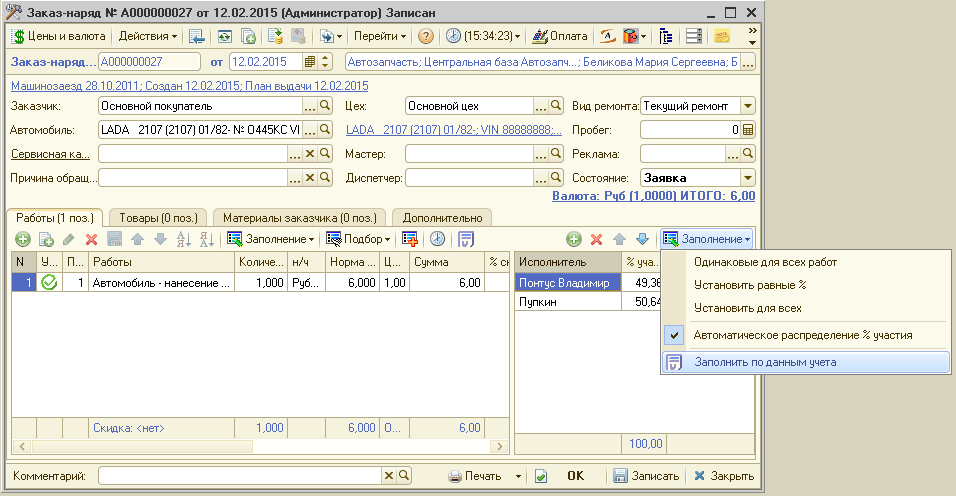 Заказ-наряд № А000000027 от 12.02.2015 (Администратор) Записан
Цены и валюта Действия Перейти (15:34:23) Оплата
Заказ-наряд... А000000027 от 12.02.2015 Автозапчасть; Центральная база Автозапч...; Беликова Мария Сергеевна; Б ...
Машинозаезд 28.10.2011; Создан 12.02.2015; План выдачи 12.02.2015
Заказчик: Основной покупатель ... Цех: Основной цех ... Вид ремонта: Текущий ремонт
Автомобиль: LADA 2107 (2107) 01/82- № О445КС VI ... LADA 2107 (2107) 01/82-; VIN 88888888;... Пробег: 0
Сервисная ка... ... Мастер: ... Реклама: ...
Причина обращ... ... Диспетчер: ... Состояние: Заявка
Валюта: Руб (1,0000) ИТОГО: 6,00
Работы (1 поз.) Товары (0 поз.) Материалы заказчика (0 поз.) Дополнительно
Заполнение Подбор Заполнение
N У... П... Работы Количе... н/ч Норма ... Ц... Сумма % ск Исполнитель % уча...
1 1 Автомобиль - нанесение ... 1,000 Руб... 6,000 1,00 6,00 Понтус Владимир 49,36
Пупкин 50,64
Одинаковые для всех работ
Установить равные %
Установить для всех
Автоматическое распределение % участия
Заполнить по данным учета
Скидка: <нет> 1,000 6,000 О... 6,00
100,00
Комментарий: Печать OK Записать Закрыть